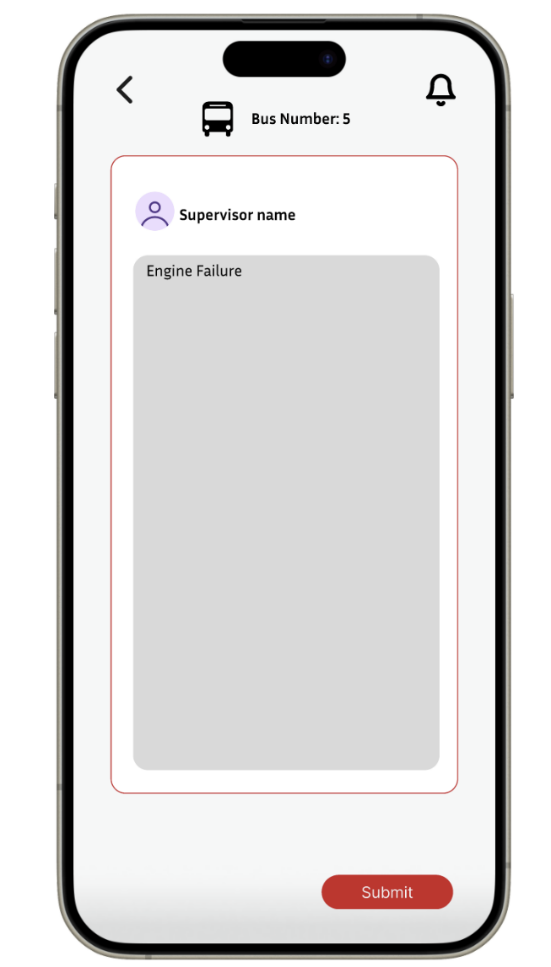 Bus Number: 5
Supervisor name
Engine Failure
Submit